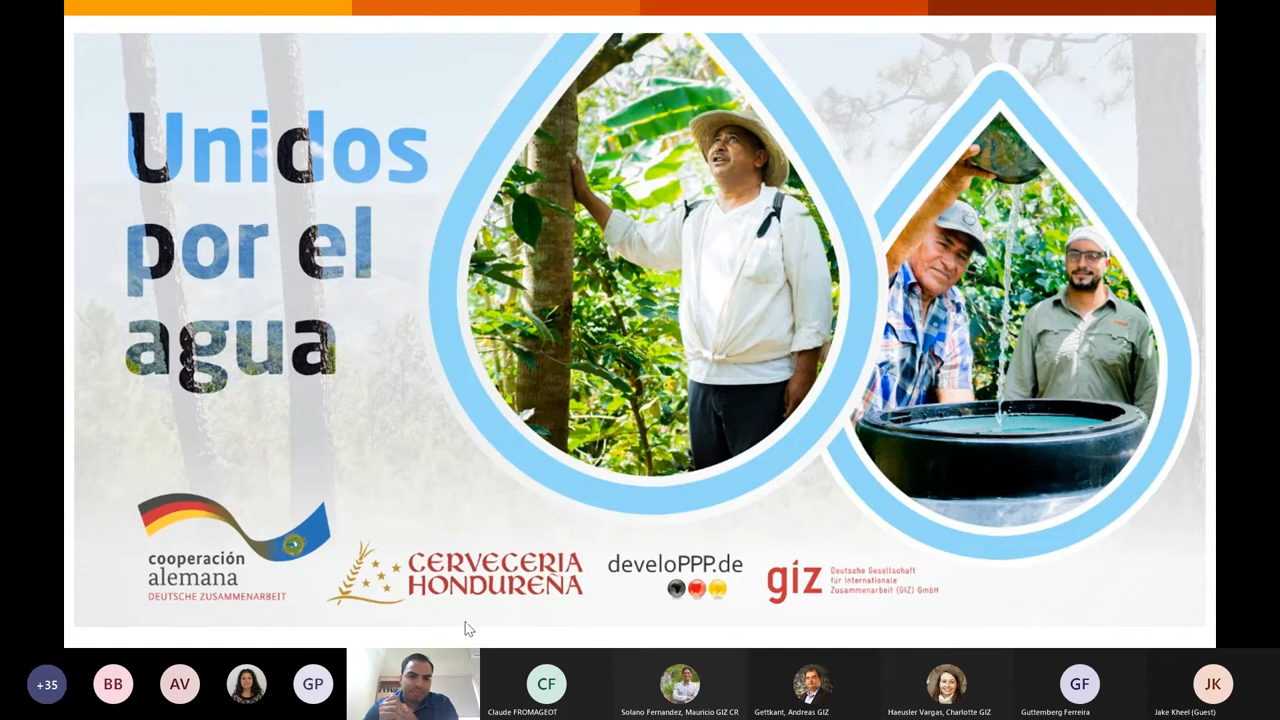 Unidos
por el
agua
cooperación
alemana
DEUTSCHE ZUSAMMENARBEIT
CERVECERIA
HONDUREÑA
develoPPP.de
giz
Deutsche Gesellschaft
für Internationale
Zusammenarbeit (GIZ) GmbH
+35
BB
AV
GP
CF
GF
JK
Claude FROMAGEOT
Solano Fernandez, Mauricio GIZ CR
Gettkant, Andreas GIZ
Haeusler Vargas, Charlotte GIZ
Guttemberg Ferreira
Jake Kheel (Guest)